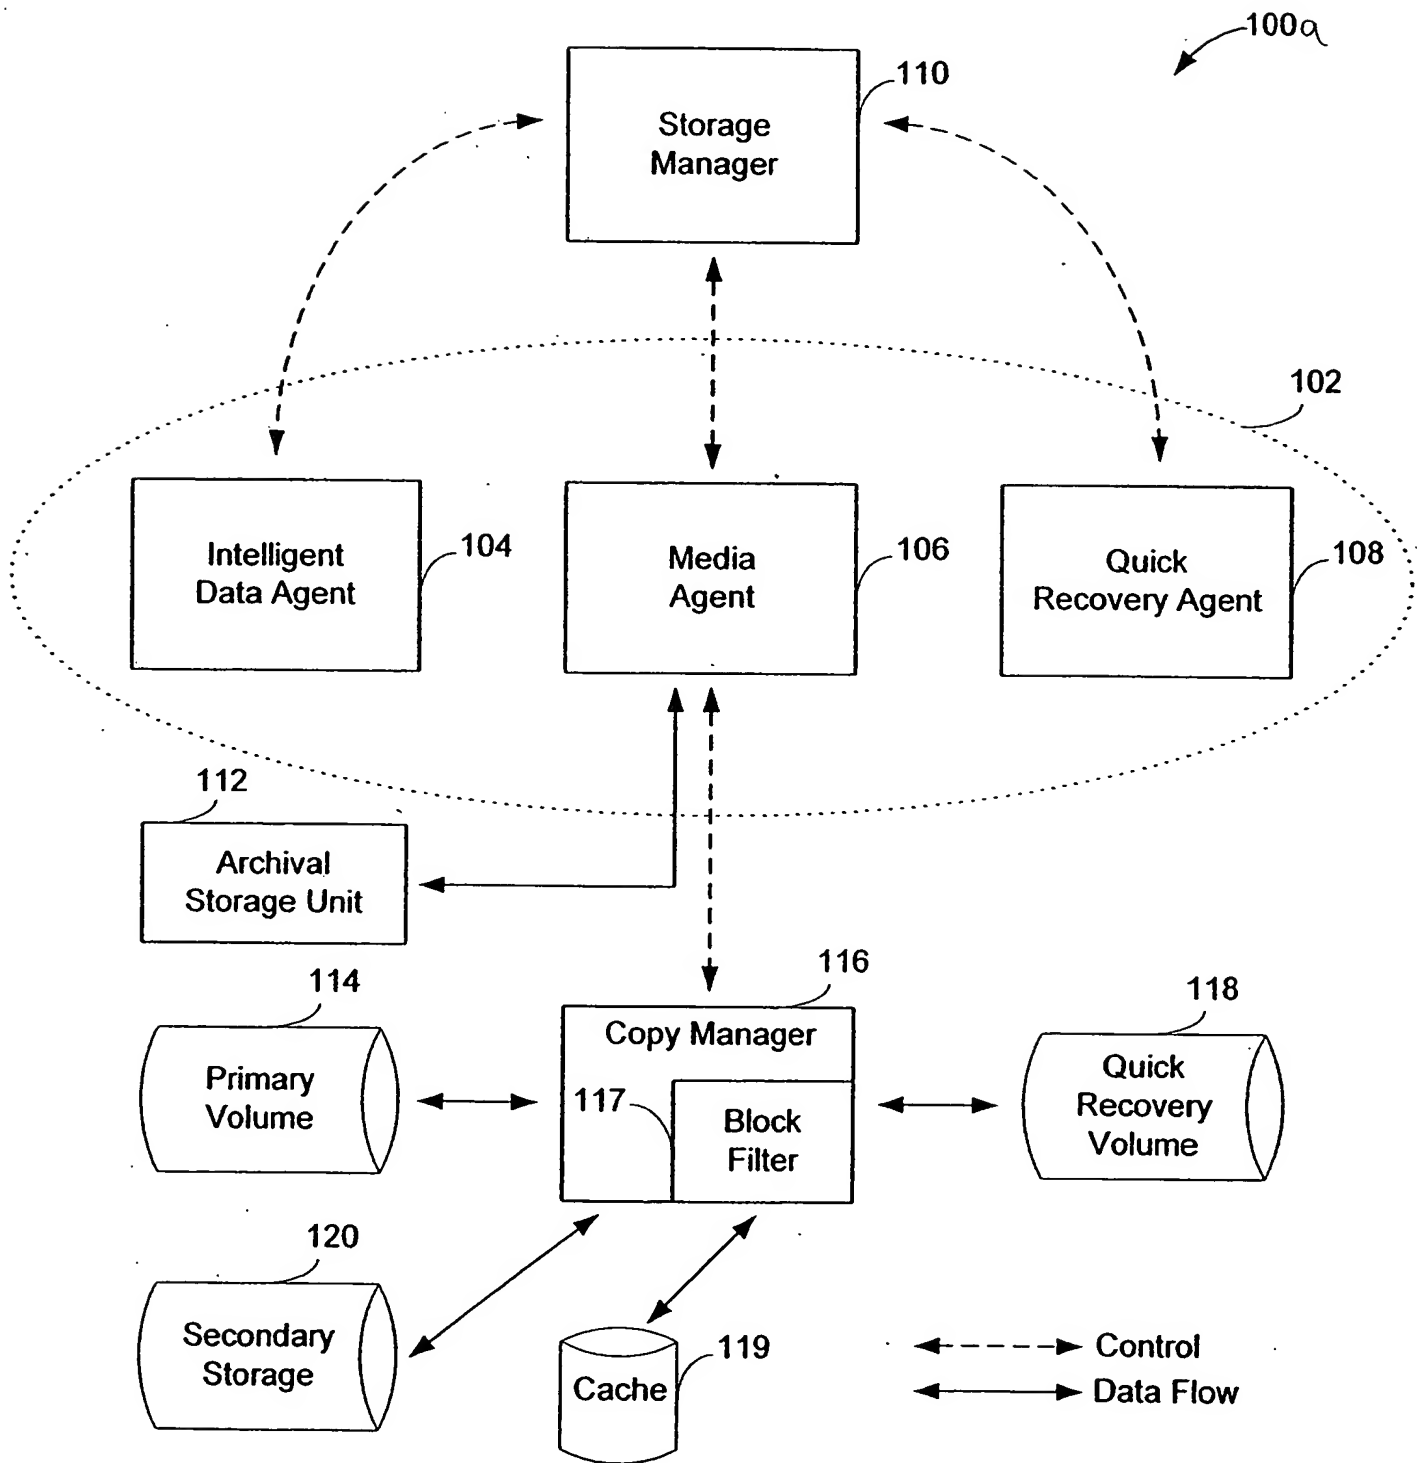 100a
110
Storage
Manager
102
Intelligent
Data Agent
104
Media
Agent
106
Quick
Recovery Agent
108
112
Archival
Storage Unit
114
Primary
Volume
116
Copy Manager
117
Block
Filter
118
Quick
Recovery
Volume
120
Secondary
Storage
Cache
119
Control
Data Flow